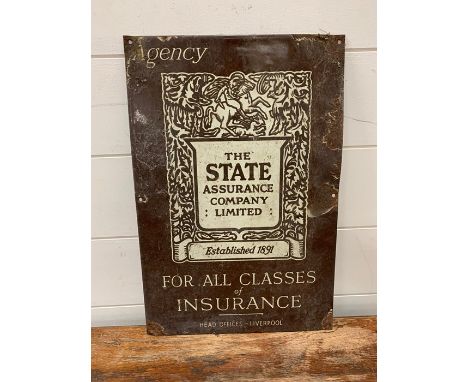 Agency
THE
STATE
ASSURANCE
COMPANY
: LIMITED :
Established 1891
FOR ALL CLASSES
of
INSURANCE
HEAD OFFICES - LIVERPOOL